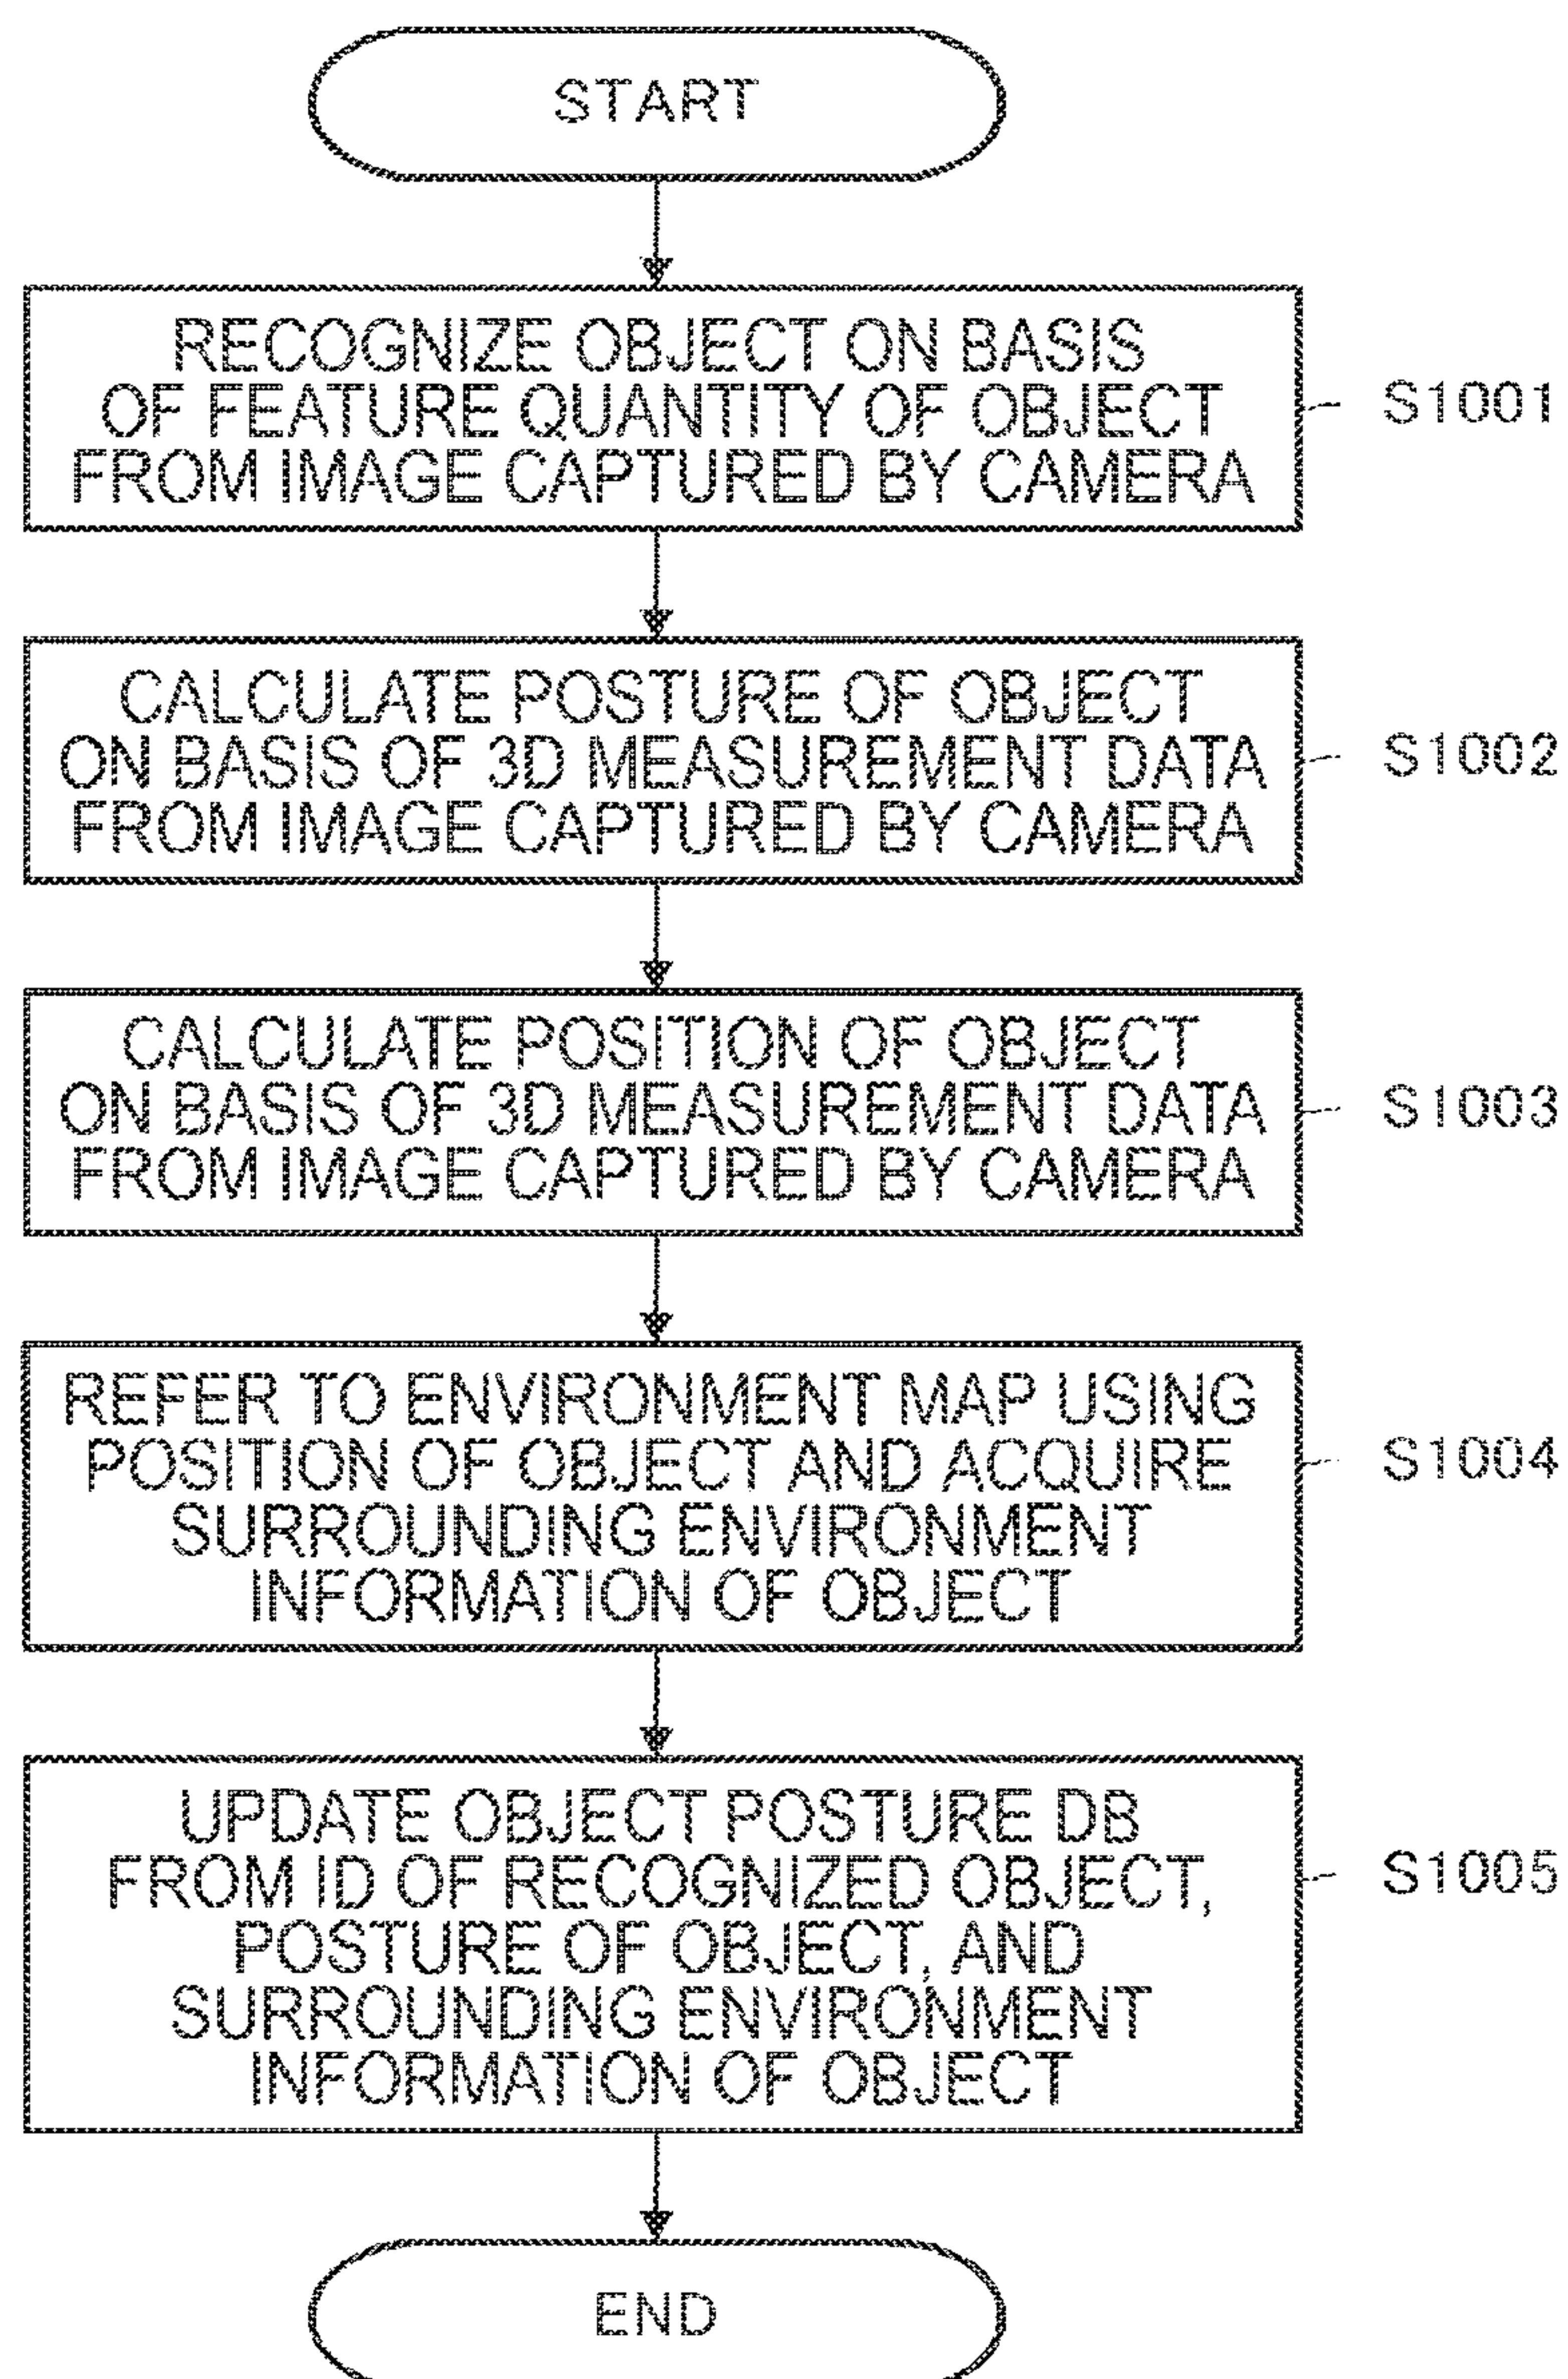 START
RECOGNIZE OBJECT ON BASIS
OF FEATURE QUANTITY OF OBJECT
FROM IMAGE CAPTURED BY CAMERA
S1001
CALCULATE POSTURE OF OBJECT
ON BASIS OF 3D MEASUREMENT DATA
FROM IMAGE CAPTURED BY CAMERA
S1002
CALCULATE POSITION OF OBJECT
ON BASIS OF 3D MEASUREMENT DATA
FROM IMAGE CAPTURED BY CAMERA
S1003
REFER TO ENVIRONMENT MAP USING
POSITION OF OBJECT AND ACQUIRE
SURROUNDING ENVIRONMENT
INFORMATION OF OBJECT
S1004
UPDATE OBJECT POSTURE DB
FROM ID OF RECOGNIZED OBJECT,
POSTURE OF OBJECT, AND
SURROUNDING ENVIRONMENT
INFORMATION OF OBJECT
S1005
END